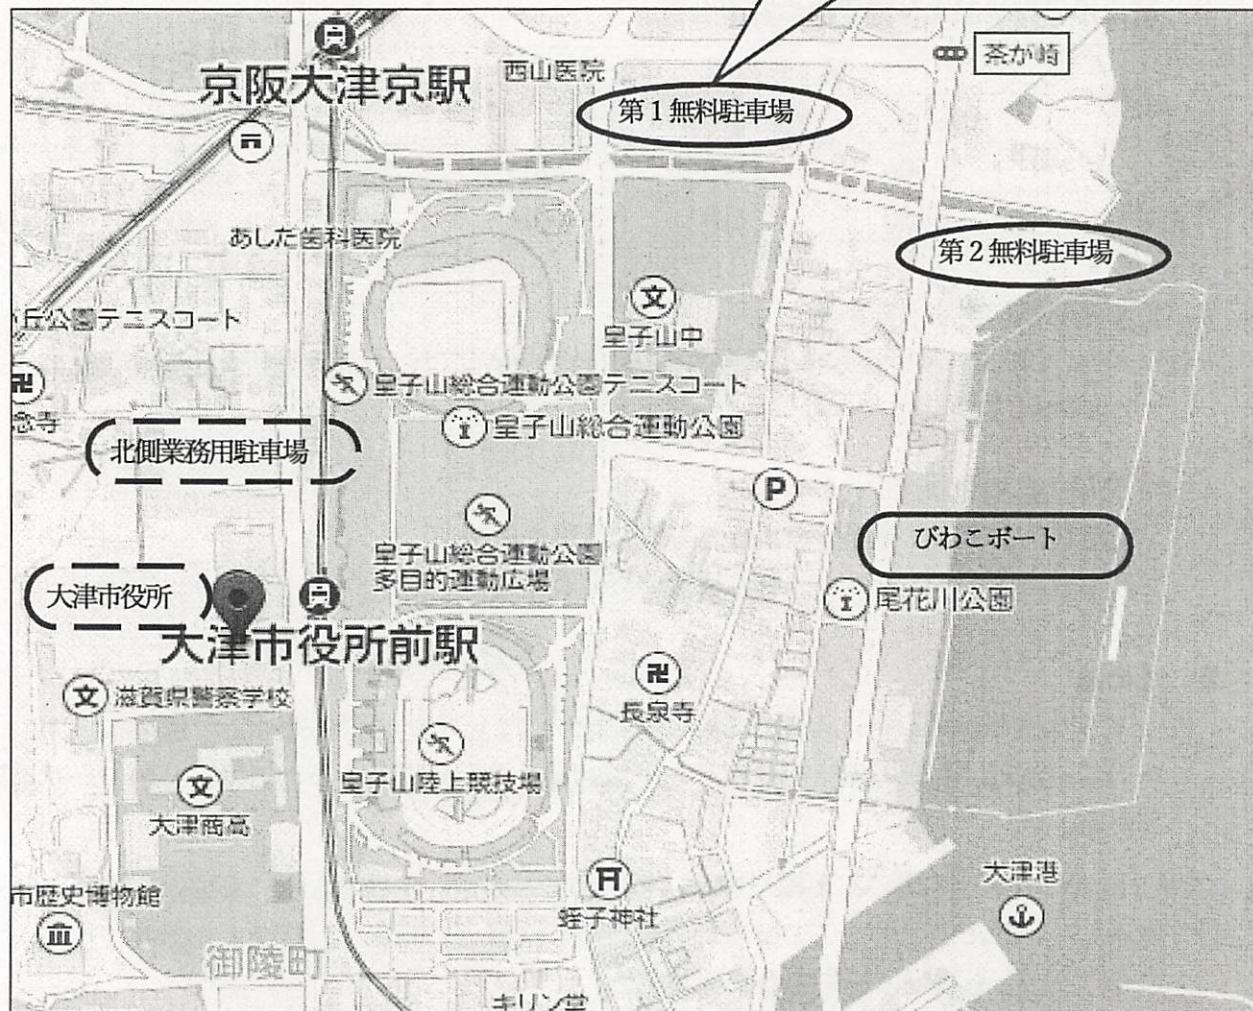 茶が崎
京阪大津京駅
西山医院
第1無料駐車場
あしだ歯科医院
第2無料駐車場
丘公園テニスコート
皇子山中
皇子山総合運動公園テニスコート
念寺
皇子山総合運動公園
北側業務用駐車場
P
びわこボート
皇子山総合運動公園
多目的運動広場
大津市役所
尾花川公園
大津市役所前駅
滋賀県警察学校
長泉寺
皇子山陸上競技場
大津商高
大津港
市歴史博物館
蛭子神社
御陵町
キリン堂